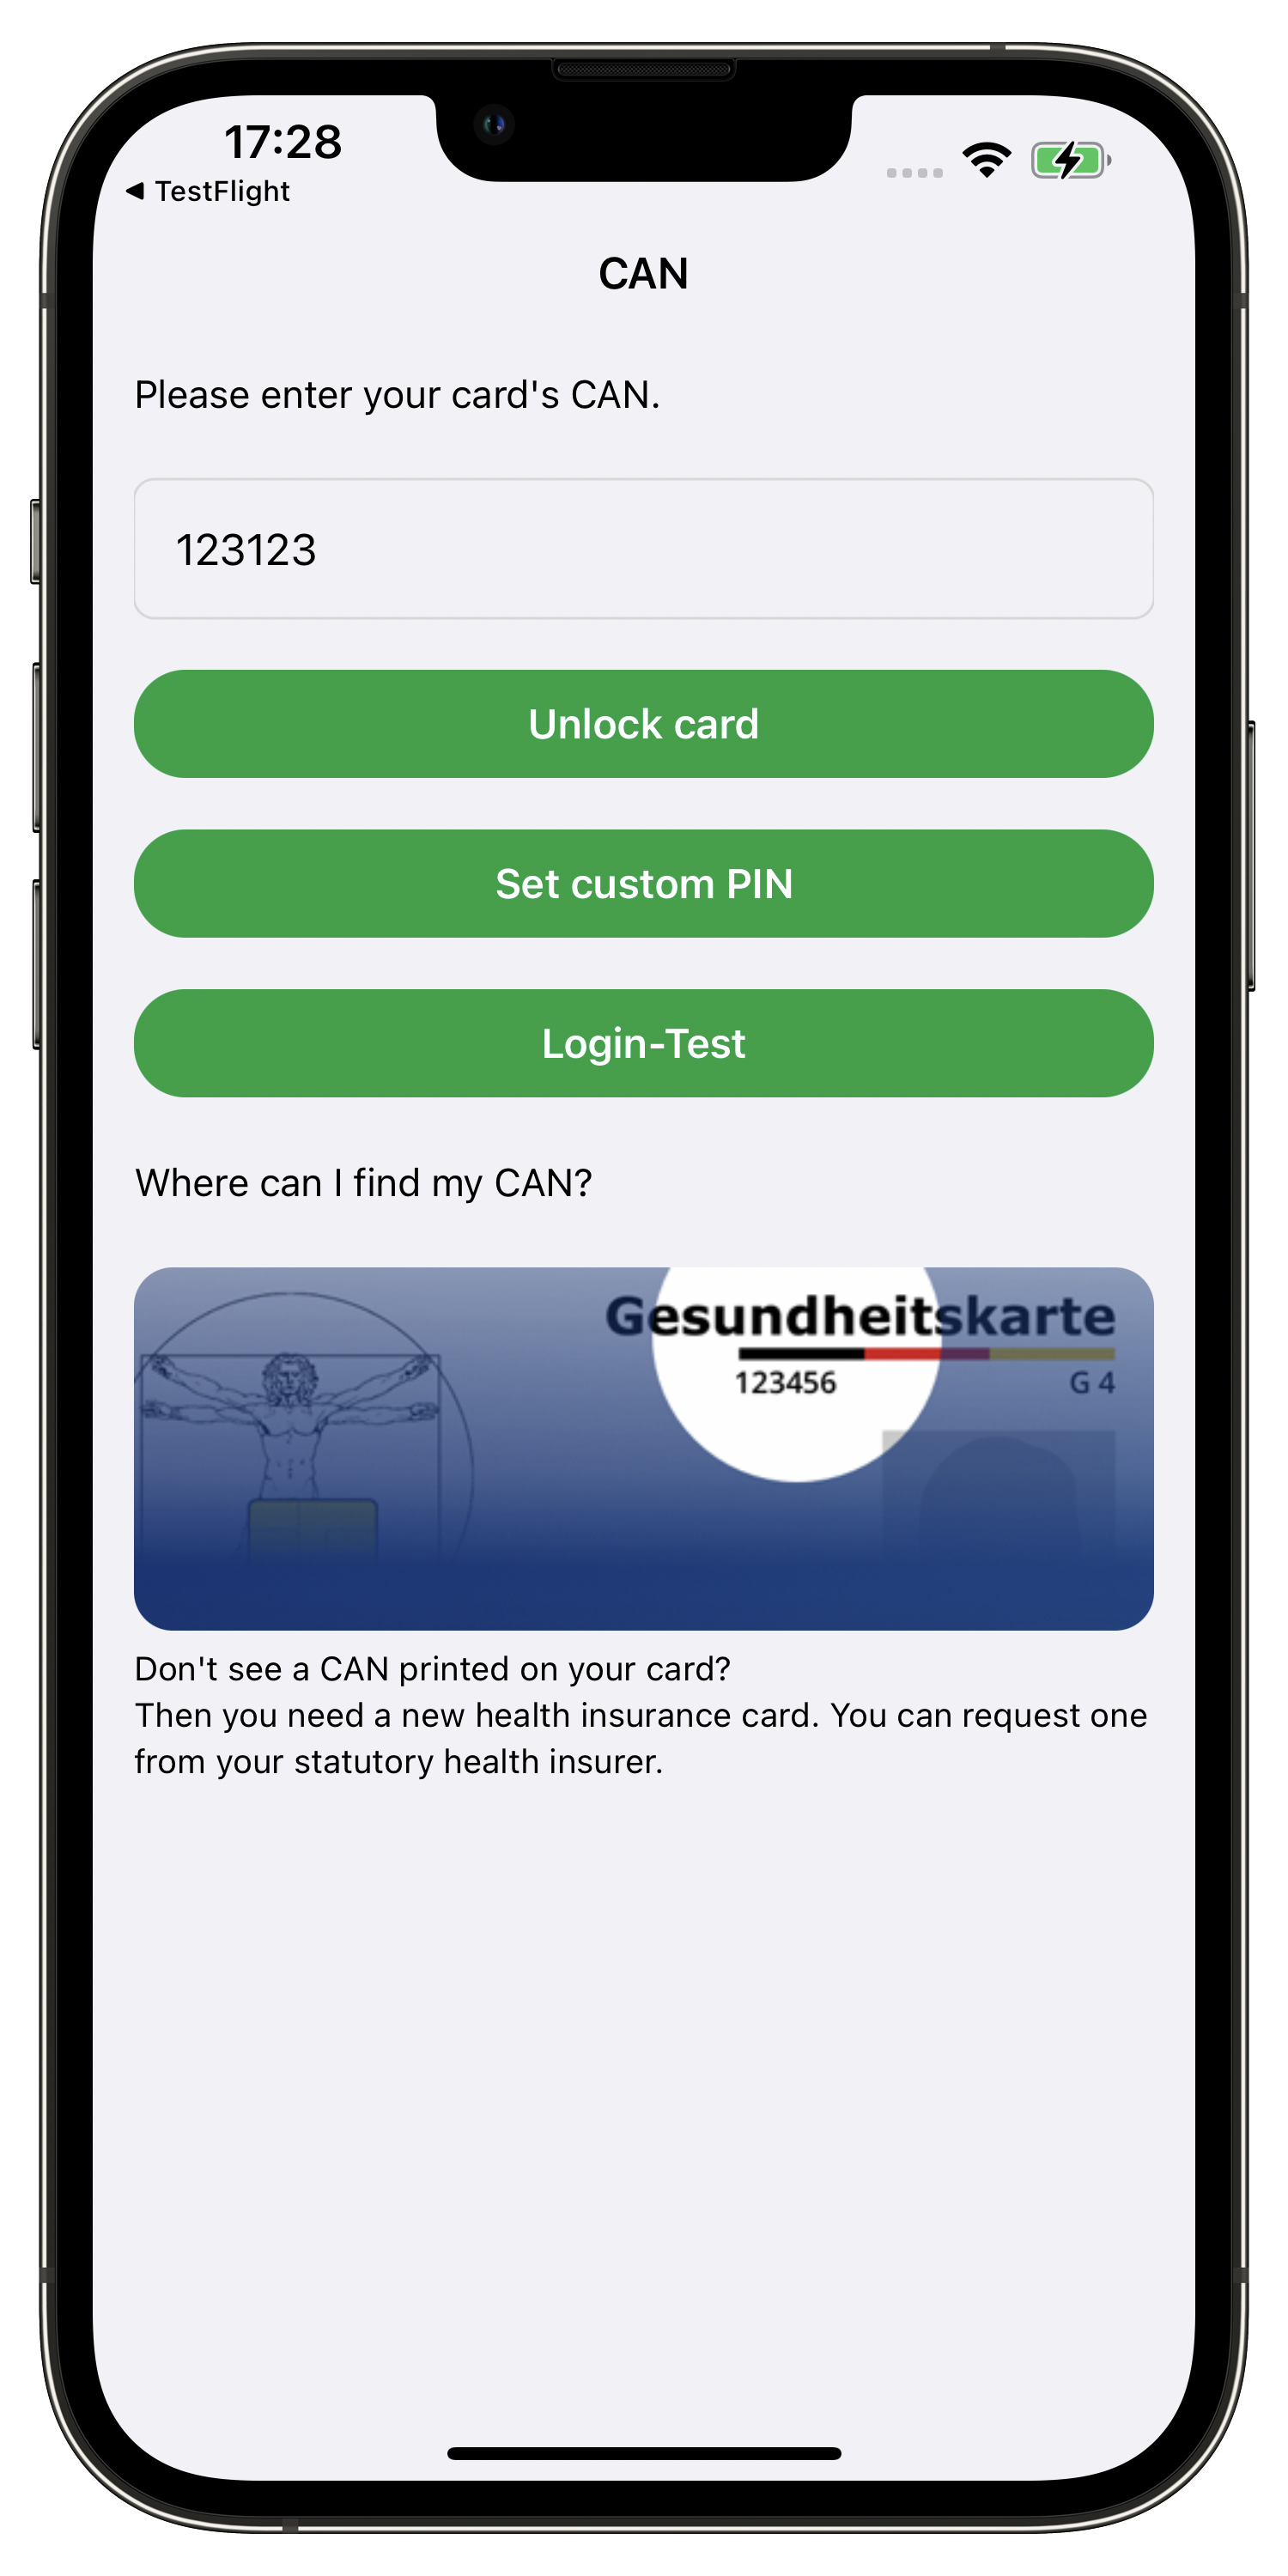 17:28
◀ TestFlight
CAN
Please enter your card's CAN.
123123
Unlock card
Set custom PIN
Login-Test
Where can I find my CAN?
Gesundheitskarte
123456 G 4
Don't see a CAN printed on your card?
Then you need a new health insurance card. You can request one
from your statutory health insurer.